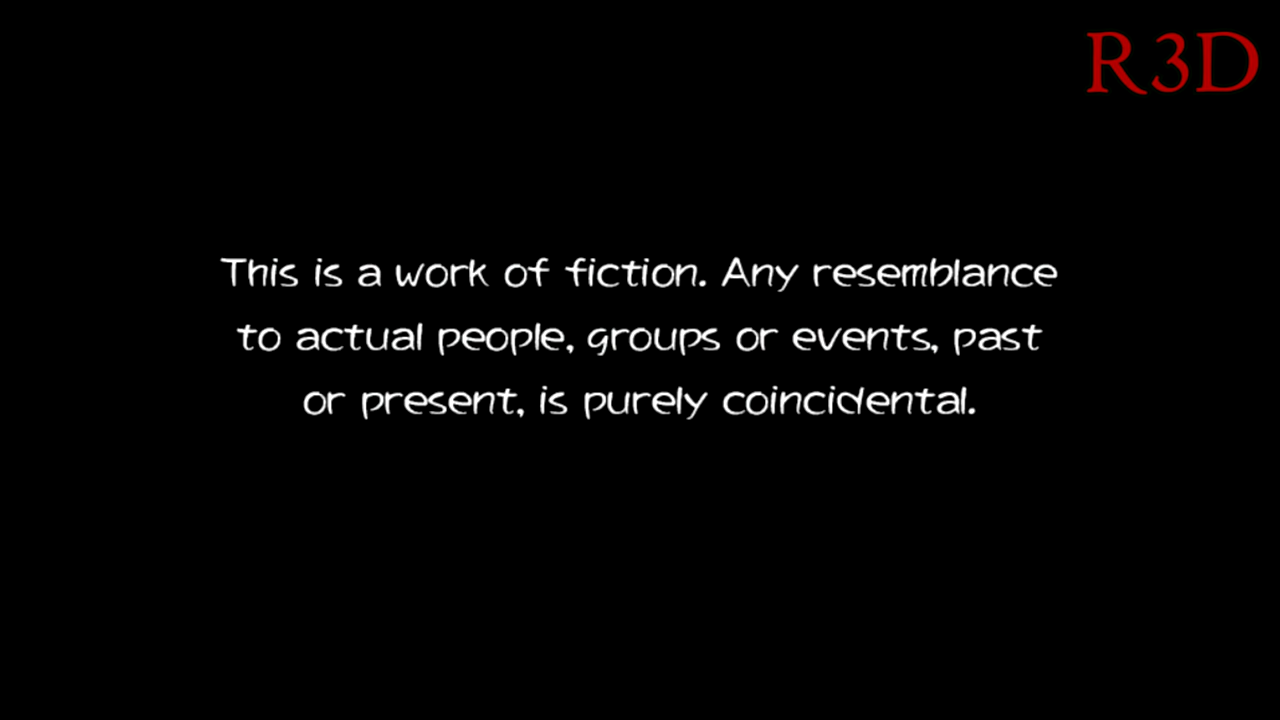 R3D
This is a work of fiction. Any resemblance
to actual people, groups or events, past
or present, is purely coincidental.